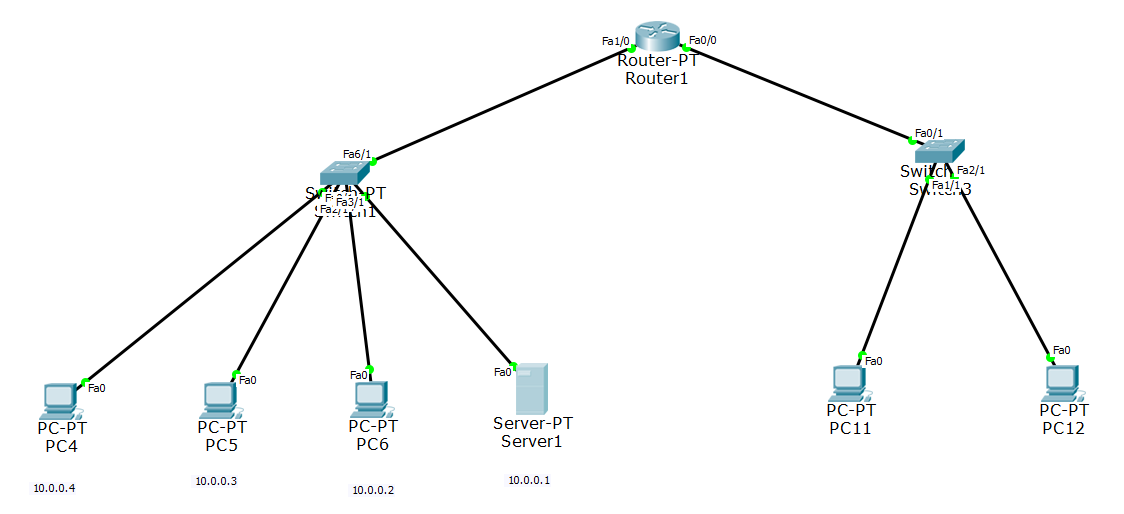 Fa1/0
Fa0/0
Router-PT
Router1
Fa0/1
Fa6/1
Fa2/1
Fa1/1
Fa3/1
Fa0
Fa0
Fa0
Fa0
Fa0
Fa0
PC-PT
PC4
PC-PT
PC5
PC-PT
PC6
Server-PT
Server1
PC-PT
PC11
PC-PT
PC12
10.0.0.4
10.0.0.3
10.0.0.2
10.0.0.1